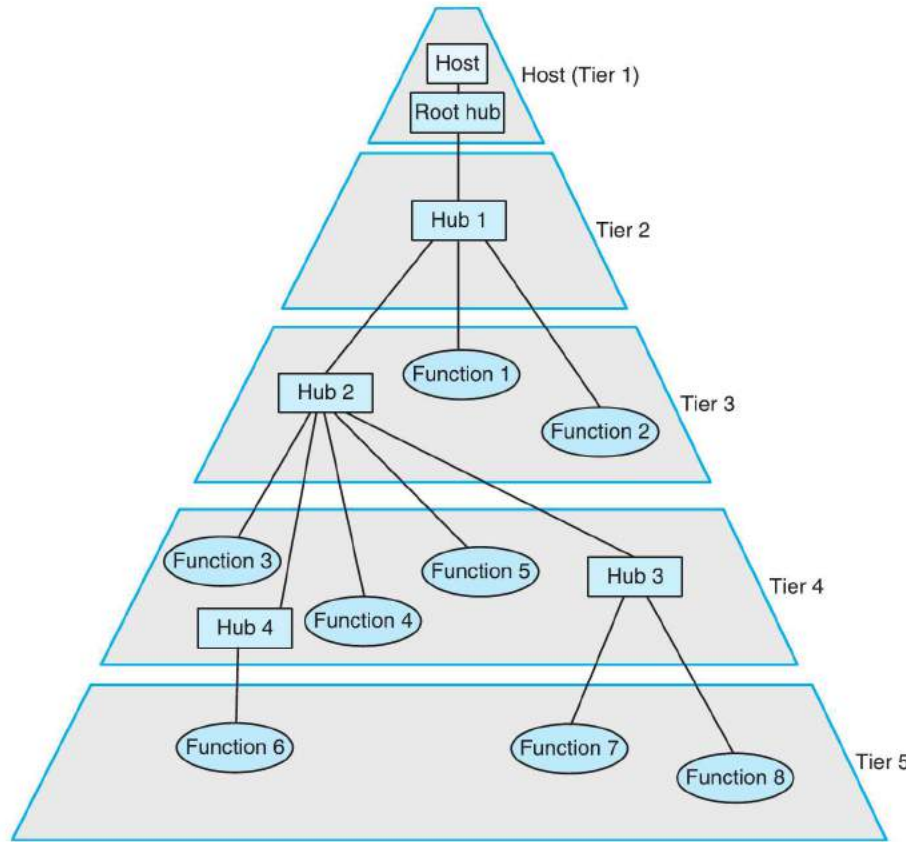 Host
Host (Tier 1)
Root hub
Hub 1
Tier 2
Function 1
Hub 2
Tier 3
Function 2
Function 3
Function 5
Hub 3
Tier 4
Function 4
Hub 4
Function 6
Function 7
Tier 5
Function 8